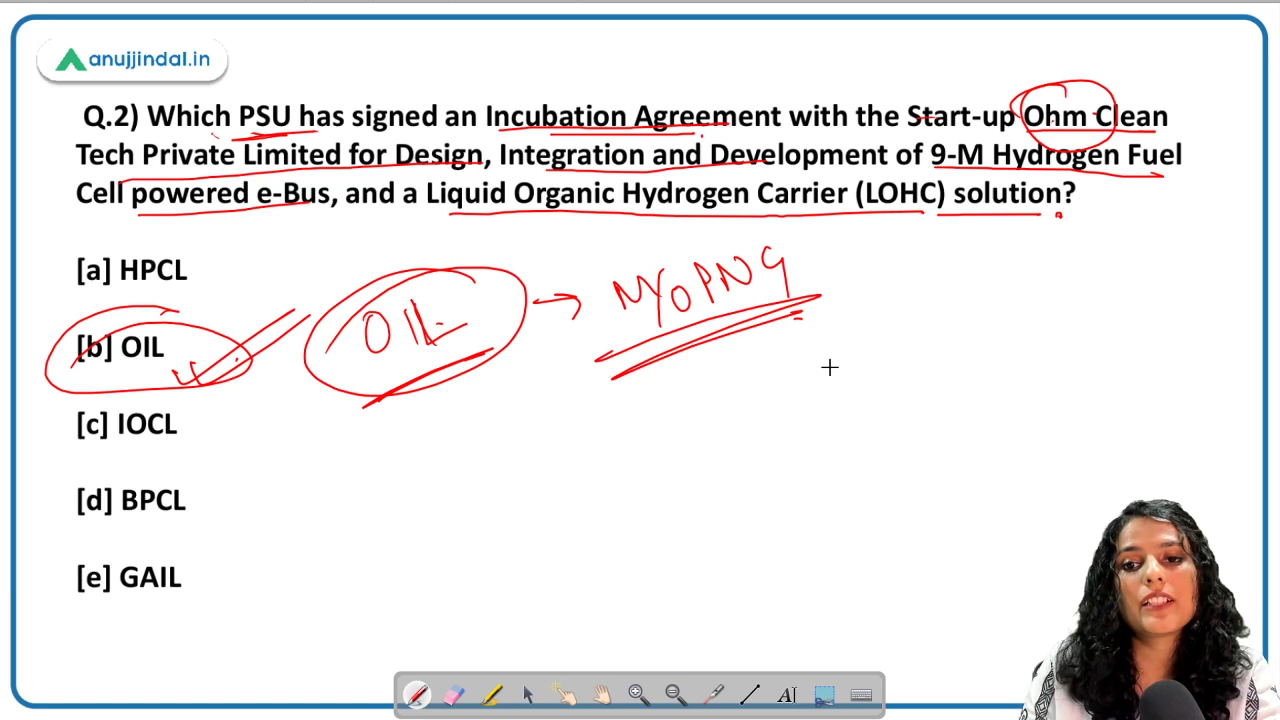 anujjindal.in
Q.2) Which PSU has signed an Incubation Agreement with the Start-up Ohm Clean
Tech Private Limited for Design, Integration and Development of 9-M Hydrogen Fuel
Cell powered e-Bus, and a Liquid Organic Hydrogen Carrier (LOHC) solution?
[a] HPCL
[b] OIL
OIL
MYOPNG
[c] IOCL
[d] BPCL
[e] GAIL
AI